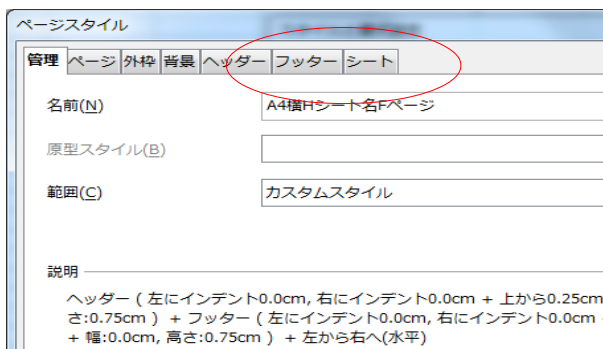 ページスタイル
管理 ページ 外枠 背景 ヘッダー フッター シート
名前(N) A4横Hシート名Fページ
原型スタイル(B)
範囲(C) カスタムスタイル
説明
ヘッダー ( 左にインデント0.0cm, 右にインデント0.0cm + 上から0.25cm
さ:0.75cm ) + フッター ( 左にインデント0.0cm, 右にインデント0.0cm
+ 幅:0.0cm, 高さ:0.75cm ) + 左から右へ(水平)